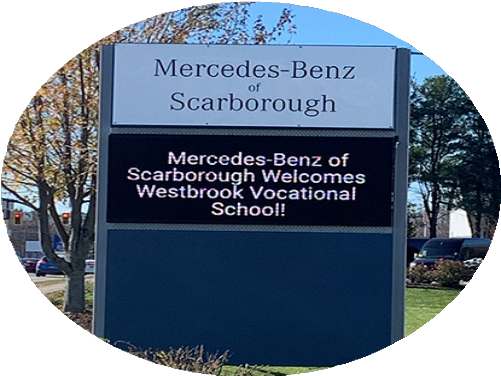 Mercedes-Benz
of
Scarborough
Mercedes-Benz of
Scarborough Welcomes
Westbrook Vocational
School!